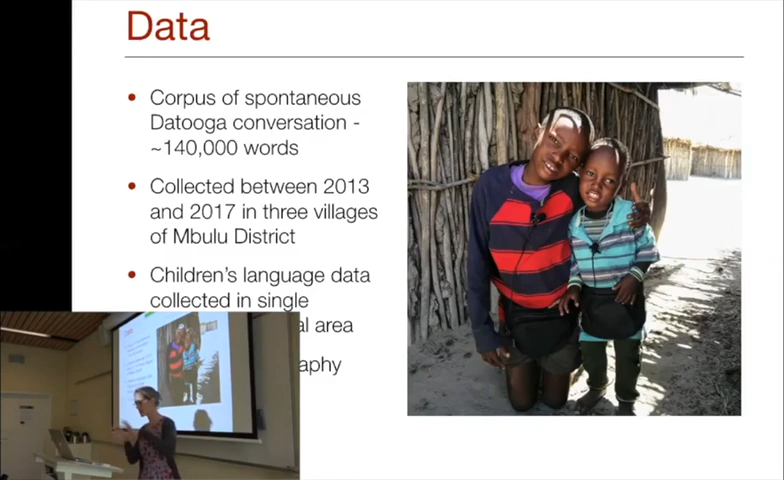 Data
• Corpus of spontaneous
Datooga conversation -
~140,000 words
• Collected between 2013
and 2017 in three villages
of Mbulu District
• Children's language data
collected in single
al area
aphy
Data